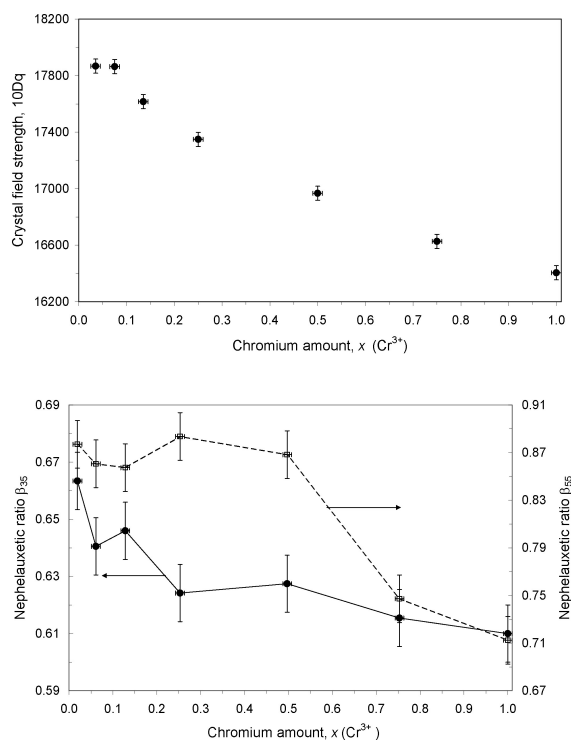 Crystal field strength, 10Dq
18200
17800
17400
17000
16600
16200
0.0 0.1 0.2 0.3 0.4 0.5 0.6 0.7 0.8 0.9 1.0
Chromium amount, x (Cr³⁺)
Nephelauxetic ratio β₃₅
0.69
0.67
0.65
0.63
0.61
0.59
0.91
0.87
0.83
0.79
0.75
0.71
0.67
Nephelauxetic ratio β₅₅
0.0 0.1 0.2 0.3 0.4 0.5 0.6 0.7 0.8 0.9 1.0
Chromium amount, x (Cr³⁺)